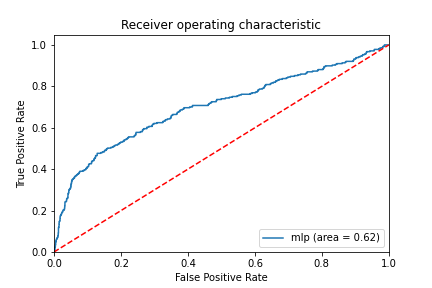 Receiver operating characteristic
1.0
0.8
0.6
0.4
0.2
0.0
True Positive Rate
mlp (area = 0.62)
0.0 0.2 0.4 0.6 0.8 1.0
False Positive Rate